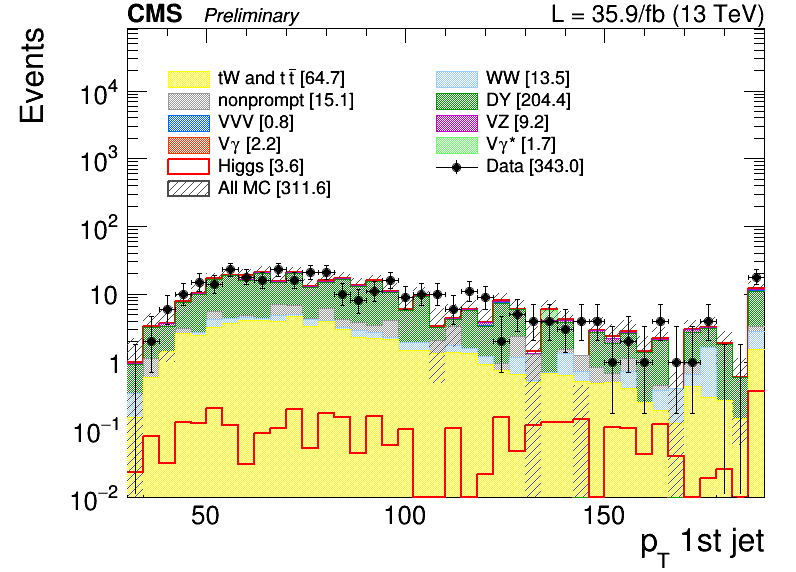 CMS Preliminary L = 35.9/fb (13 TeV)
Events
tW and t t̄ [64.7] WW [13.5]
nonprompt [15.1] DY [204.4]
VVV [0.8] VZ [9.2]
Vγ [2.2] Vγ* [1.7]
Higgs [3.6] Data [343.0]
All MC [311.6]
10⁴
10³
10²
10
1
10⁻¹
10⁻²
50 100 150
p_T 1st jet